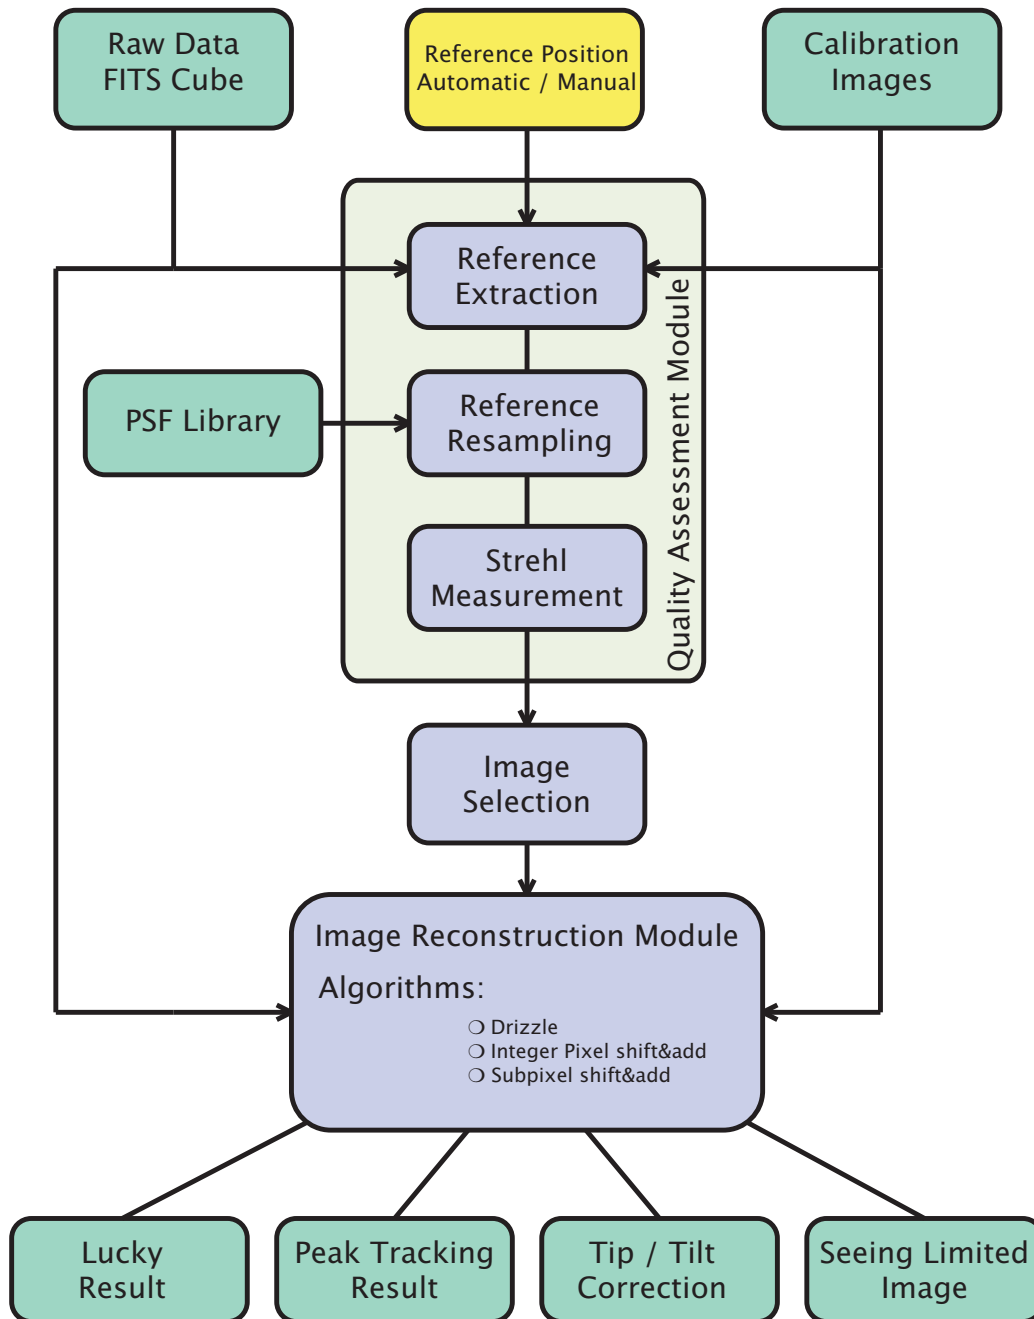 Raw Data
FITS Cube
Reference Position
Automatic / Manual
Calibration
Images
Reference
Extraction
PSF Library
Reference
Resampling
Strehl
Measurement
Quality Assessment Module
Image
Selection
Image Reconstruction Module
Algorithms:
❍ Drizzle
❍ Integer Pixel shift&add
❍ Subpixel shift&add
Lucky
Result
Peak Tracking
Result
Tip / Tilt
Correction
Seeing Limited
Image